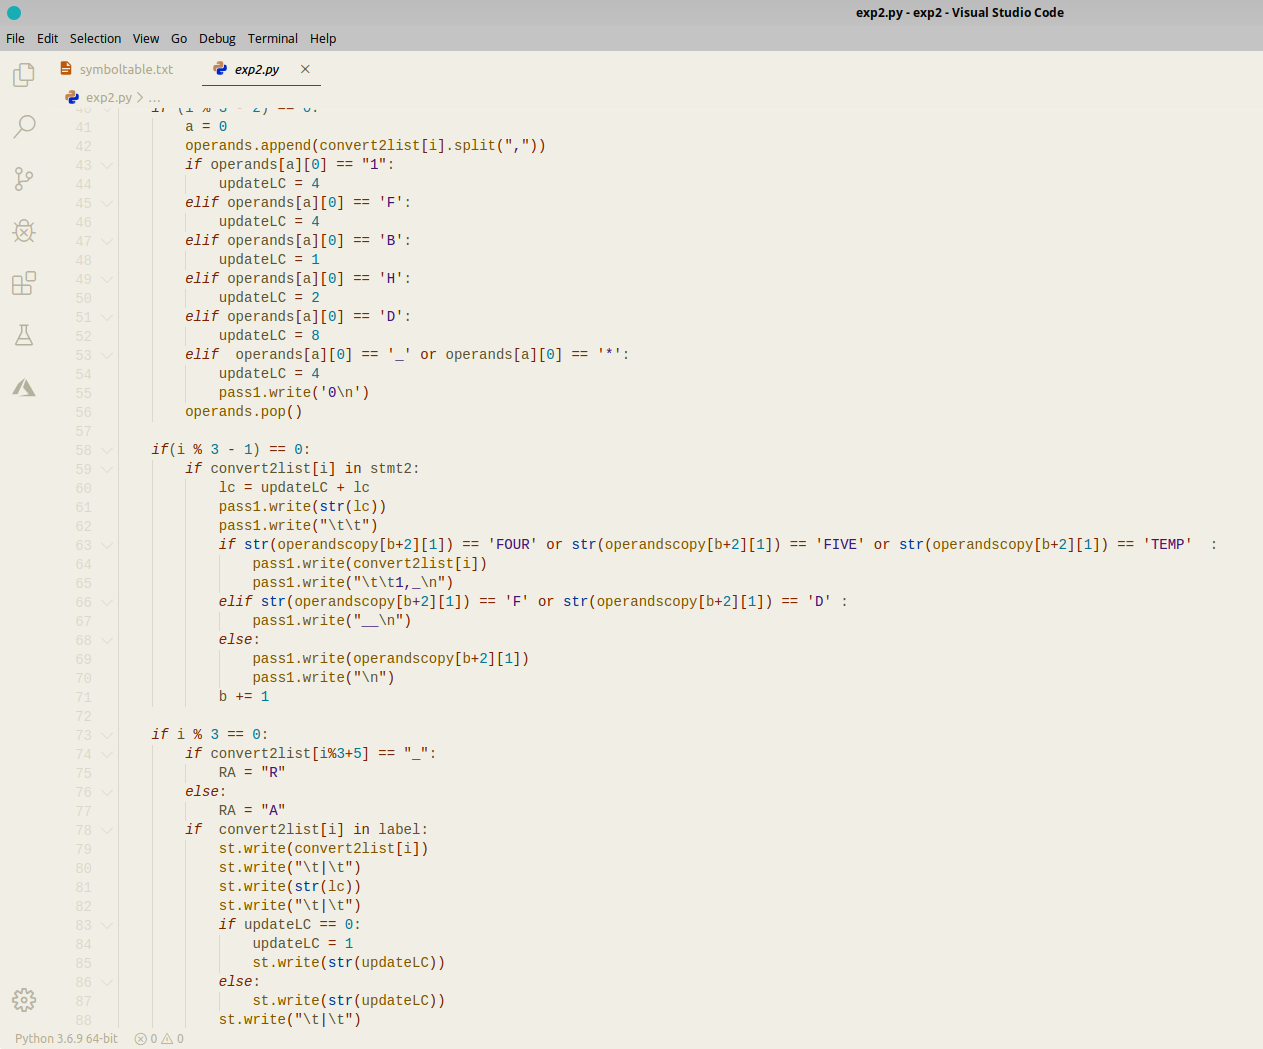 exp2.py - exp2 - Visual Studio Code
File Edit Selection View Go Debug Terminal Help
symboltable.txt exp2.py
exp2.py > ...
40 if (i % 3 - 2) == 0:
41 a = 0
42 operands.append(convert2list[i].split(","))
43 if operands[a][0] == "1":
44 updateLC = 4
45 elif operands[a][0] == 'F':
46 updateLC = 4
47 elif operands[a][0] == 'B':
48 updateLC = 1
49 elif operands[a][0] == 'H':
50 updateLC = 2
51 elif operands[a][0] == 'D':
52 updateLC = 8
53 elif  operands[a][0] == '_' or operands[a][0] == '*':
54 updateLC = 4
55 pass1.write('0\n')
56 operands.pop()
57
58 if(i % 3 - 1) == 0:
59 if convert2list[i] in stmt2:
60 lc = updateLC + lc
61 pass1.write(str(lc))
62 pass1.write("\t\t")
63 if str(operandscopy[b+2][1]) == 'FOUR' or str(operandscopy[b+2][1]) == 'FIVE' or str(operandscopy[b+2][1]) == 'TEMP'  :
64 pass1.write(convert2list[i])
65 pass1.write("\t\t1,_\n")
66 elif str(operandscopy[b+2][1]) == 'F' or str(operandscopy[b+2][1]) == 'D' :
67 pass1.write("__\n")
68 else:
69 pass1.write(operandscopy[b+2][1])
70 pass1.write("\n")
71 b += 1
72
73 if i % 3 == 0:
74 if convert2list[i%3+5] == "_":
75 RA = "R"
76 else:
77 RA = "A"
78 if  convert2list[i] in label:
79 st.write(convert2list[i])
80 st.write("\t|\t")
81 st.write(str(lc))
82 st.write("\t|\t")
83 if updateLC == 0:
84 updateLC = 1
85 st.write(str(updateLC))
86 else:
87 st.write(str(updateLC))
88 st.write("\t|\t")
Python 3.6.9 64-bit 0 0